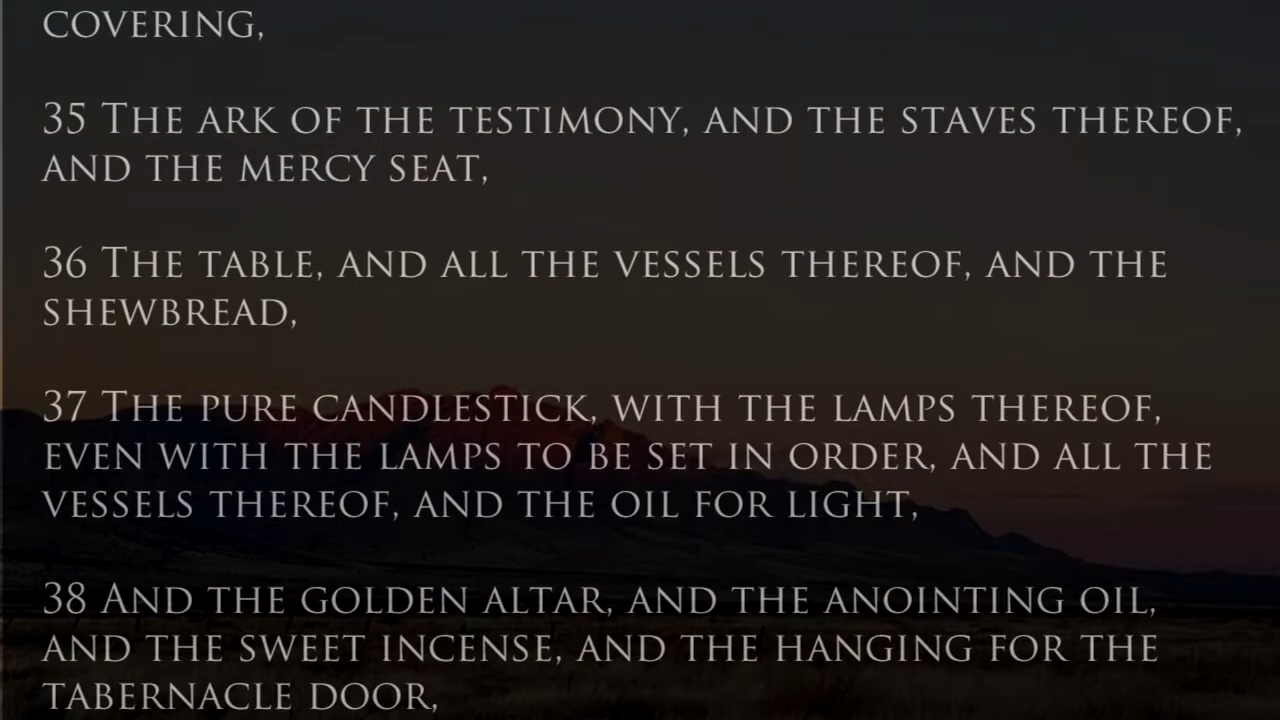 COVERING,
35 THE ARK OF THE TESTIMONY, AND THE STAVES THEREOF,
AND THE MERCY SEAT,
36 THE TABLE, AND ALL THE VESSELS THEREOF, AND THE
SHEWBREAD,
37 THE PURE CANDLESTICK, WITH THE LAMPS THEREOF,
EVEN WITH THE LAMPS TO BE SET IN ORDER, AND ALL THE
VESSELS THEREOF, AND THE OIL FOR LIGHT,
38 AND THE GOLDEN ALTAR, AND THE ANOINTING OIL,
AND THE SWEET INCENSE, AND THE HANGING FOR THE
TABERNACLE DOOR,